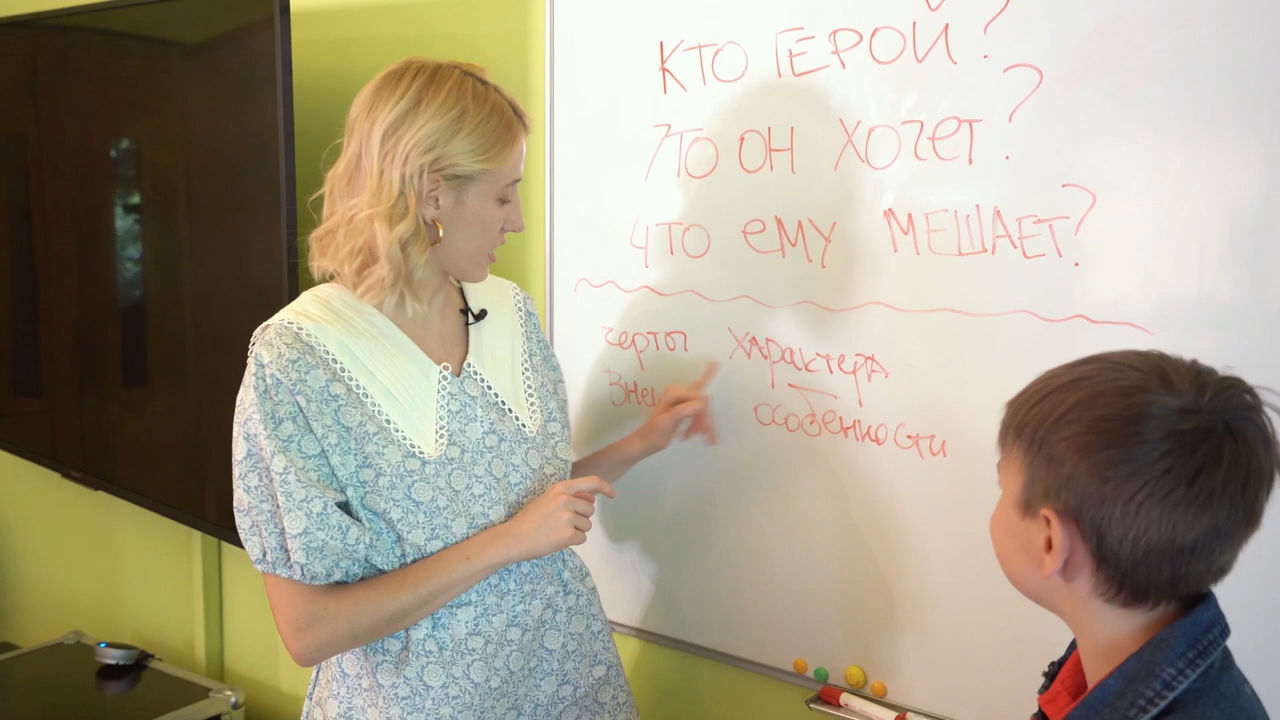 КТО ГЕРОЙ?
ЧТО ОН ХОЧЕТ?
ЧТО ЕМУ МЕШАЕТ?
черты характера
особенности